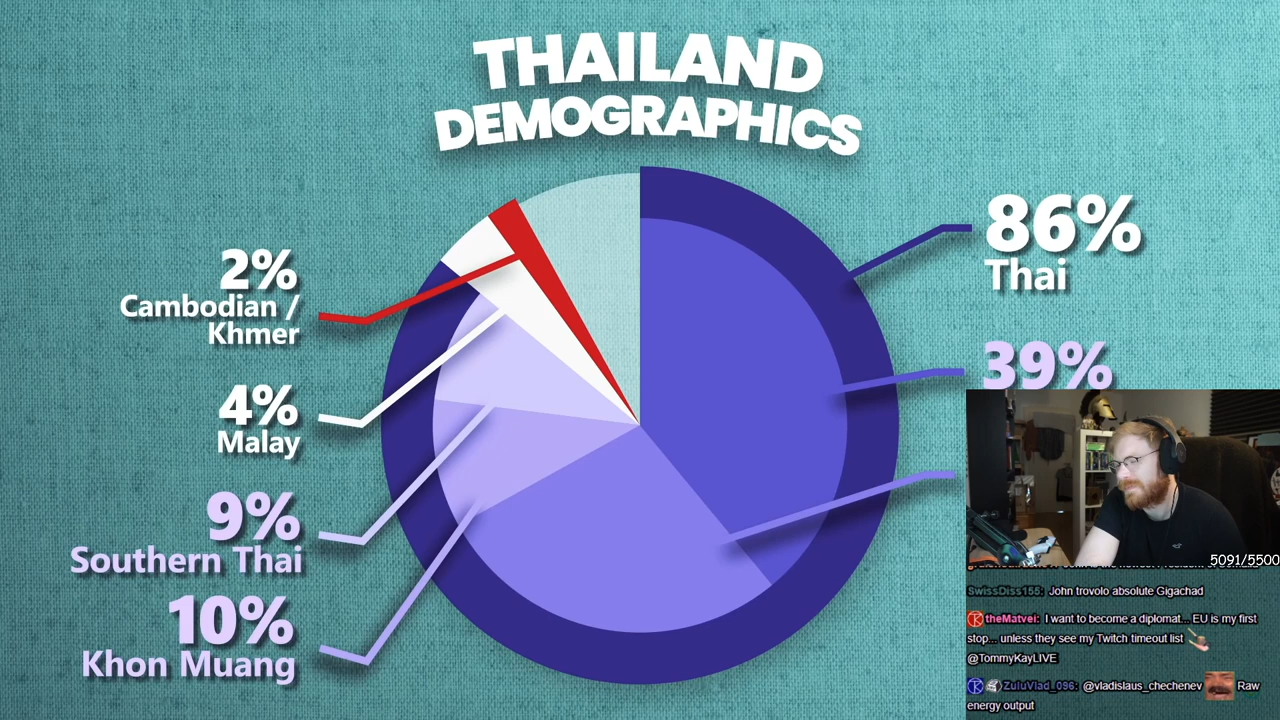 THAILAND
DEMOGRAPHICS
86%
Thai
39%
2%
Cambodian /
Khmer
4%
Malay
9%
Southern Thai
10%
Khon Muang
5091/5500
SwissDiss155: John trovolo absolute Gigachad
theMatvei: I want to become a diplomat... EU is my first
stop... unless they see my Twitch timeout list
@TommyKayLIVE
ZuluVlad_096: @vladislaus_chechenev Raw
energy output